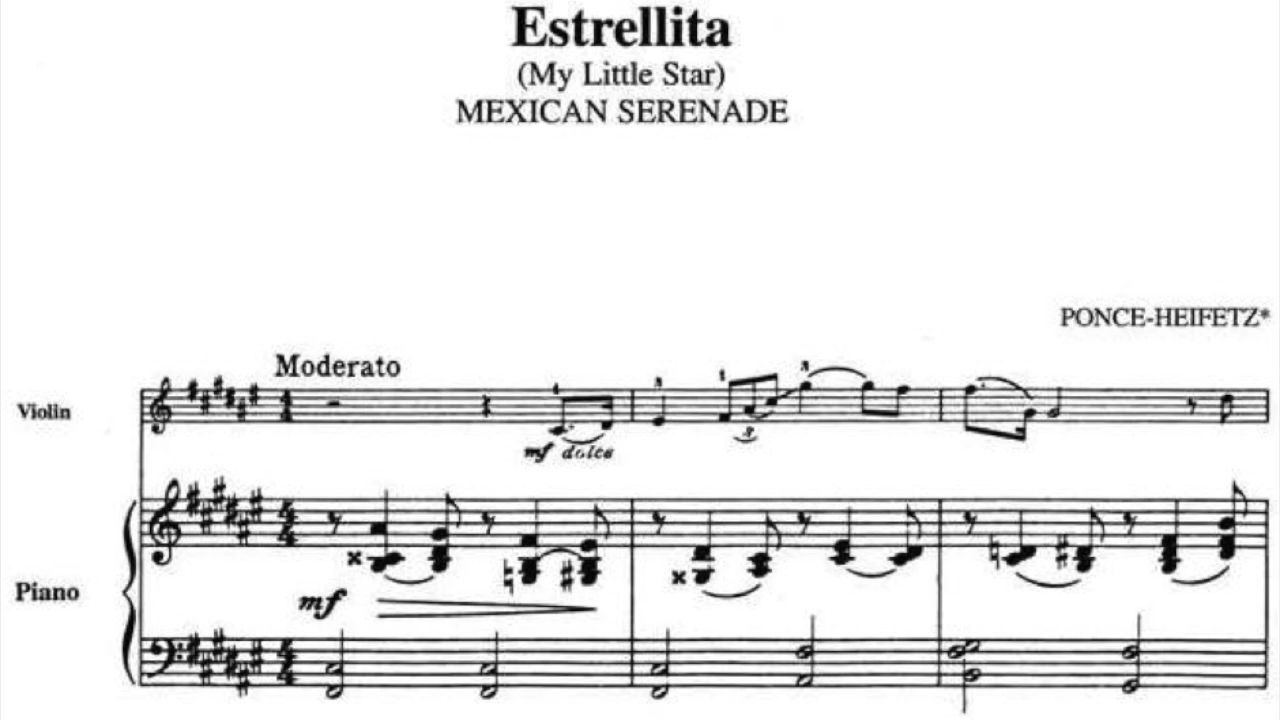 Estrellita
(My Little Star)
MEXICAN SERENADE
PONCE-HEIFETZ*
Moderato
Violin
mf dolce
Piano
mf